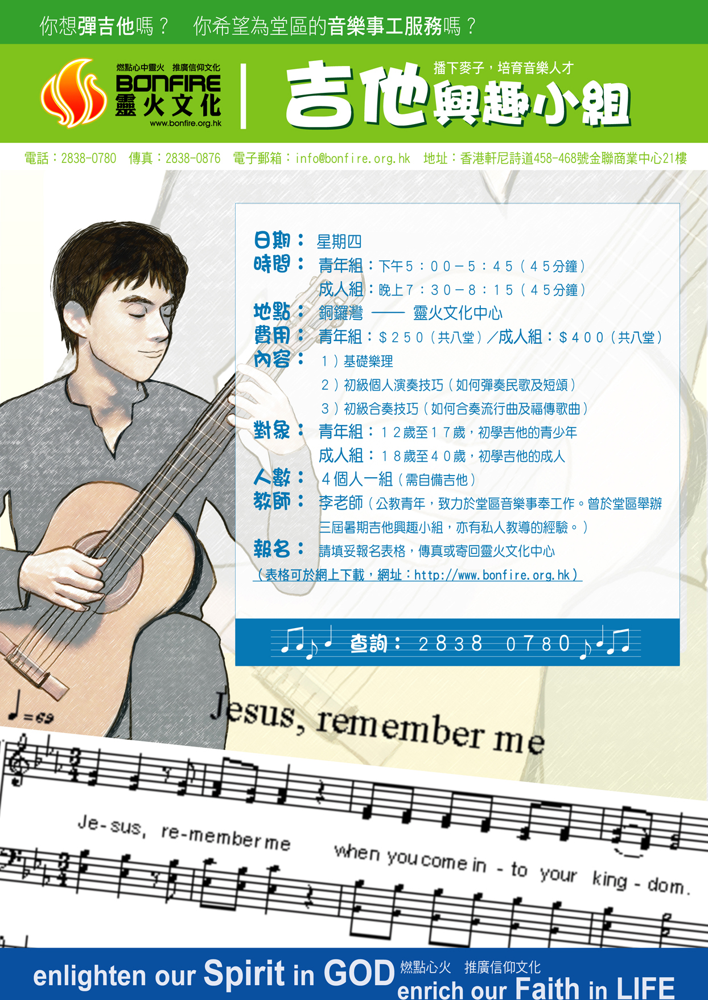 你想彈吉他嗎？ 你希望為堂區的音樂事工服務嗎？
燃點心中靈火 推廣信仰文化
BONFIRE
靈火文化
www.bonfire.org.hk
播下麥子，培育音樂人才
吉他興趣小組
電話：2838-0780 傳真：2838-0876 電子郵箱：info@bonfire.org.hk 地址：香港軒尼詩道458-468號金聯商業中心21樓
日期： 星期四
時間： 青年組：下午５：００－５：４５（４５分鐘）
成人組：晚上７：３０－８：１５（４５分鐘）
地點： 銅鑼灣 —— 靈火文化中心
費用： 青年組：＄２５０（共八堂）／成人組：＄４００（共八堂）
內容： １）基礎樂理
２）初級個人演奏技巧（如何彈奏民歌及短頌）
３）初級合奏技巧（如何合奏流行曲及福傳歌曲）
對象： 青年組：１２歲至１７歲，初學吉他的青少年
成人組：１８歲至４０歲，初學吉他的成人
人數： ４個人一組（需自備吉他）
教師： 李老師（公教青年，致力於堂區音樂事奉工作。曾於堂區舉辦
三屆暑期吉他興趣小組，亦有私人教導的經驗。）
報名： 請填妥報名表格，傳真或寄回靈火文化中心
（表格可於網上下載，網址：http://www.bonfire.org.hk）
查詢： ２８３８ ０７８０
Jesus, remember me
=69
3
4
Je-sus, re-member me when you come in - to your king - dom.
3
4
enlighten our Spirit in GOD
燃點心火 推廣信仰文化
enrich our Faith in LIFE